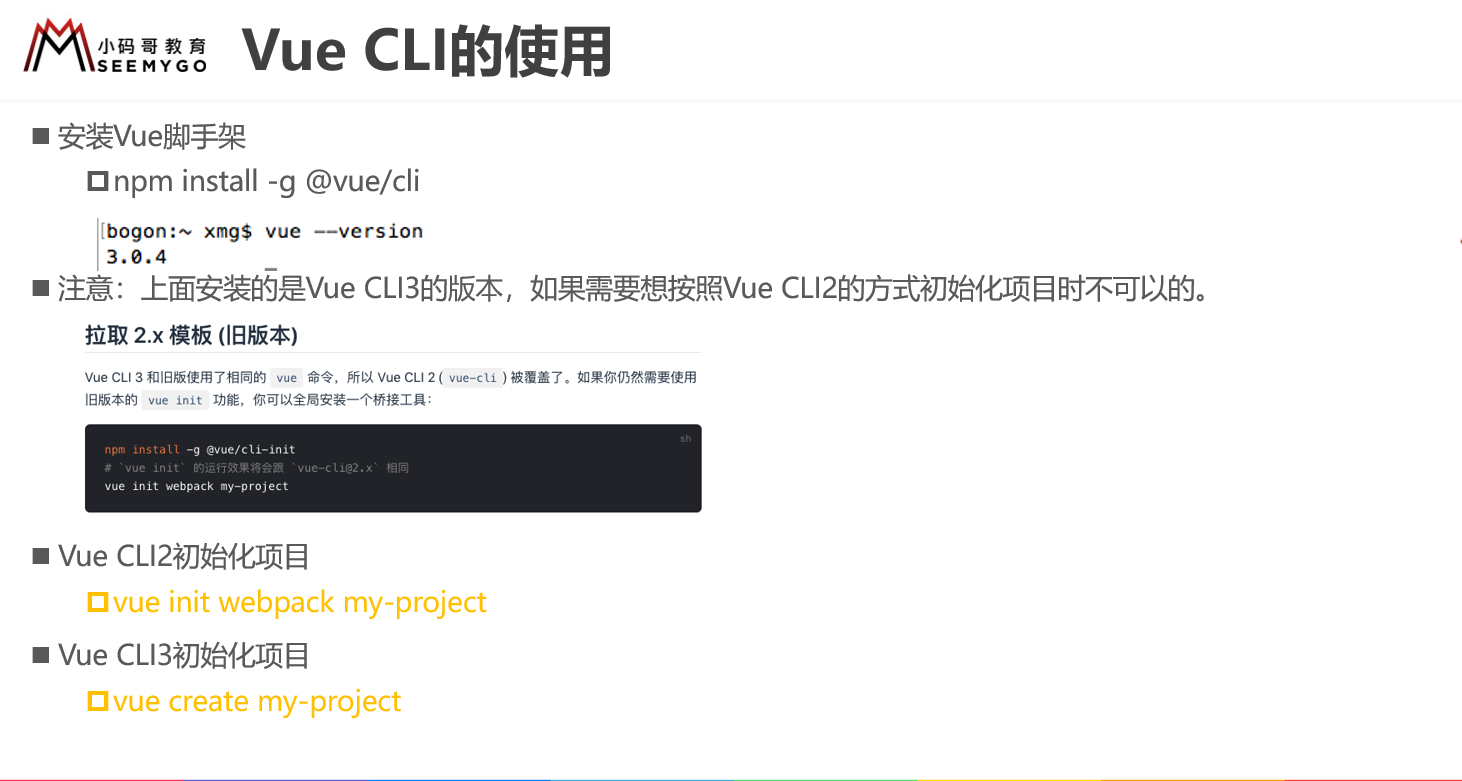 小码哥教育
SEEMYGO
Vue CLI的使用
安装Vue脚手架
npm install -g @vue/cli
[bogon:~ xmg$ vue --version
3.0.4
注意：上面安装的是Vue CLI3的版本，如果需要想按照Vue CLI2的方式初始化项目时不可以的。
拉取 2.x 模板 (旧版本)
Vue CLI 3 和旧版使用了相同的 vue 命令，所以 Vue CLI 2 ( vue-cli ) 被覆盖了。如果你仍然需要使用
旧版本的 vue init 功能，你可以全局安装一个桥接工具：
sh
npm install -g @vue/cli-init
# `vue init` 的运行效果将会跟 `vue-cli@2.x` 相同
vue init webpack my-project
Vue CLI2初始化项目
vue init webpack my-project
Vue CLI3初始化项目
vue create my-project